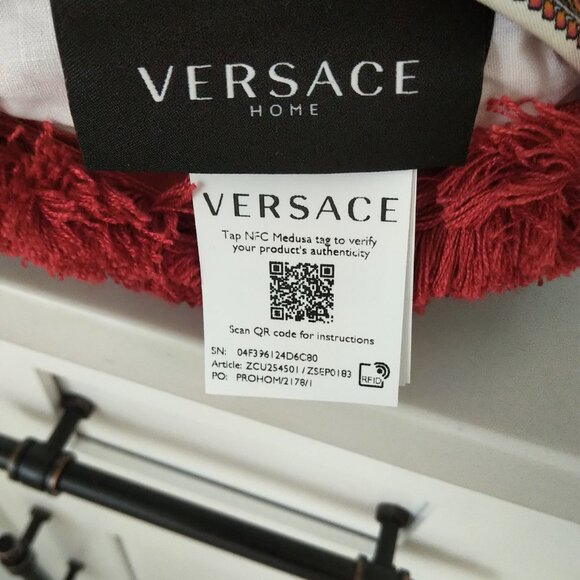 VERSACE
HOME
VERSACE
Tap NFC Medusa tag to verify
your product's authenticity
Scan QR code for instructions
SN: 04F396124D6C80
Article: ZCU254501 / ZSEP0183
PO: PROHOM/2178/1
RFID